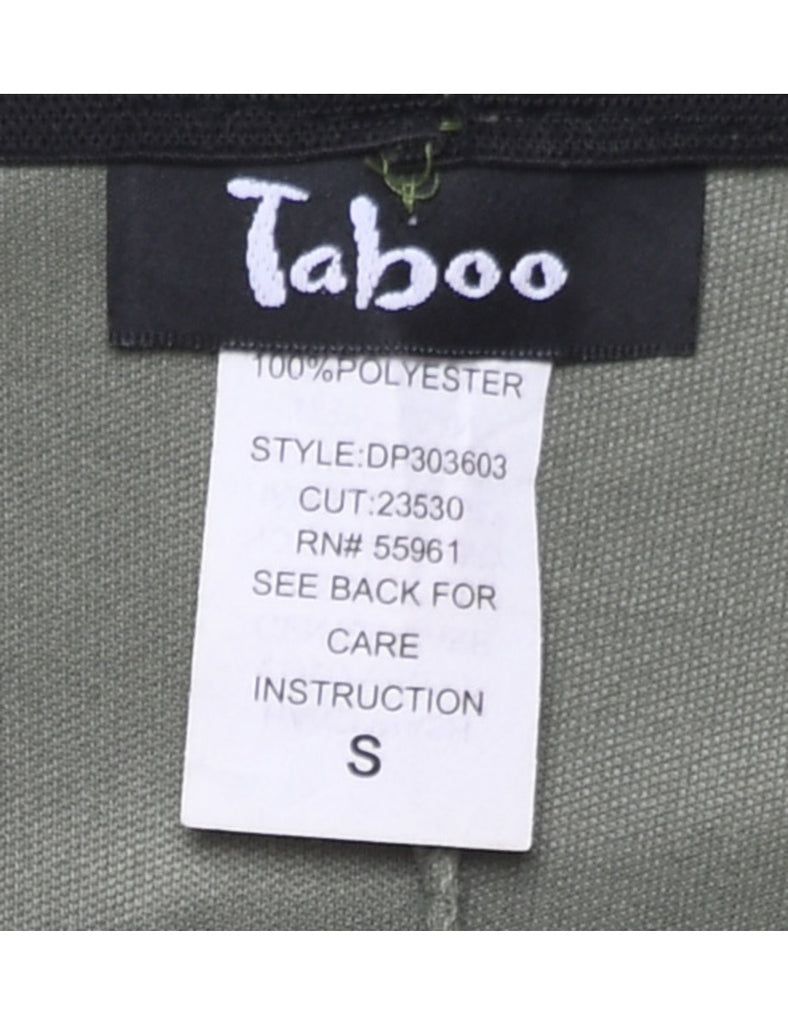 Taboo
100%POLYESTER
STYLE:DP303603
CUT:23530
RN# 55961
SEE BACK FOR
CARE
INSTRUCTION
S